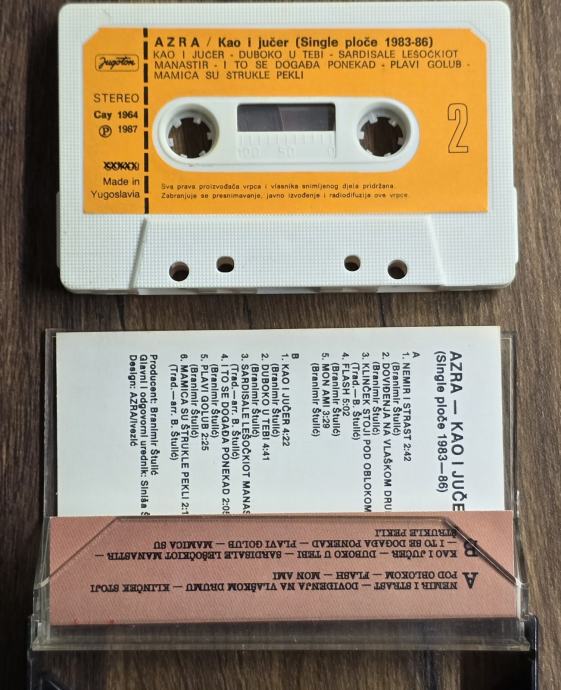 AZRA / Kao i jučer (Single ploče 1983-86)
KAO I JUČER - DUBOKO U TEBI - SARDISALE LEŠOČKIOT
MANASTIR - I TO SE DOGAĐA PONEKAD - PLAVI GOLUB -
MAMICA SU ŠTRUKLE PEKLI
Jugoton
STEREO
Cay 1964
Ⓟ 1987
Made in
Yugoslavia
2
100 50 0
Sva prava proizvođača vrpce i vlasnika snimljenog djela pridržana.
Zabranjuje se presnimavanje, javno izvođenje i radiodifuzija ove vrpce.
AZRA — KAO I JUČE
(Single ploče 1983—86)
A
1. NEMIR I STRAST 2:42
(Branimir Štulić)
2. DOVIĐENJA NA VLAŠKOM DRU
(Branimir Štulić)
3. KLINČEK STOJI POD OBLOKOM
(Trad.—arr. B. Štulić)
4. FLASH 5:02
(Branimir Štulić)
5. MON AMI 3:29
(Branimir Štulić)
B
1. KAO I JUČER 4:22
(Branimir Štulić)
2. DUBOKO U TEBI 4:41
(Branimir Štulić)
3. SARDISALE LEŠOČKIOT MANAS
(Trad.—arr. B. Štulić)
4. I TO SE DOGAĐA PONEKAD 2:05
(Branimir Štulić)
5. PLAVI GOLUB 2:25
(Branimir Štulić)
6. MAMICA SU ŠTRUKLE PEKLI 2:1
(Trad.—arr. B. Štulić)
Producent: Branimir Štulić
Glavni i odgovorni urednik: Siniša Š
Design: AZRA/Ivezić
A NEMIR I STRAST — DOVIĐENJA NA VLAŠKOM DRUMU — KLINČEK STOJI
POD OBLOKOM — FLASH — MON AMI
B KAO I JUČER — DUBOKO U TEBI — SARDISALE LEŠOČKIOT MANASTIR —
— I TO SE DOGAĐA PONEKAD — PLAVI GOLUB — MAMICA SU
ŠTRUKLE PEKLI